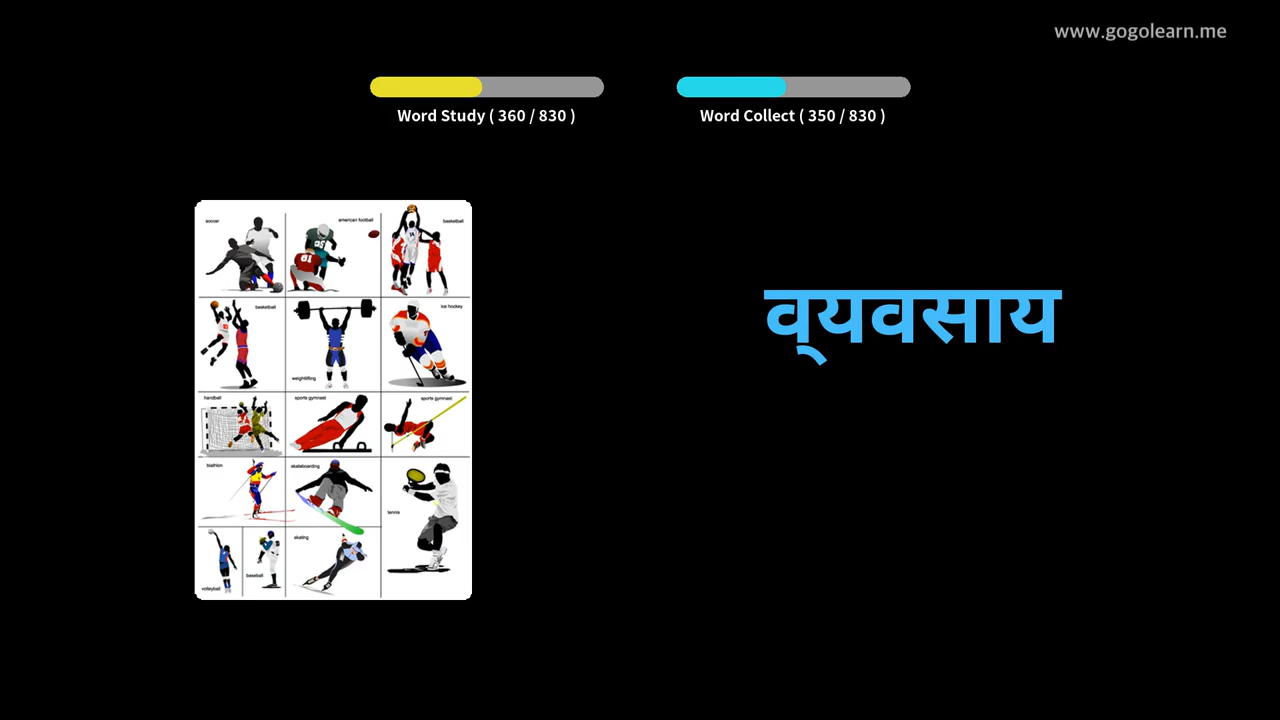 www.gogolearn.me
Word Study ( 360 / 830 )
Word Collect ( 350 / 830 )
soccer
american football
basketball
basketball
weightlifting
ice hockey
handball
sports gymnast
sports gymnast
biathlon
skateboarding
tennis
volleyball
baseball
skating
व्यवसाय